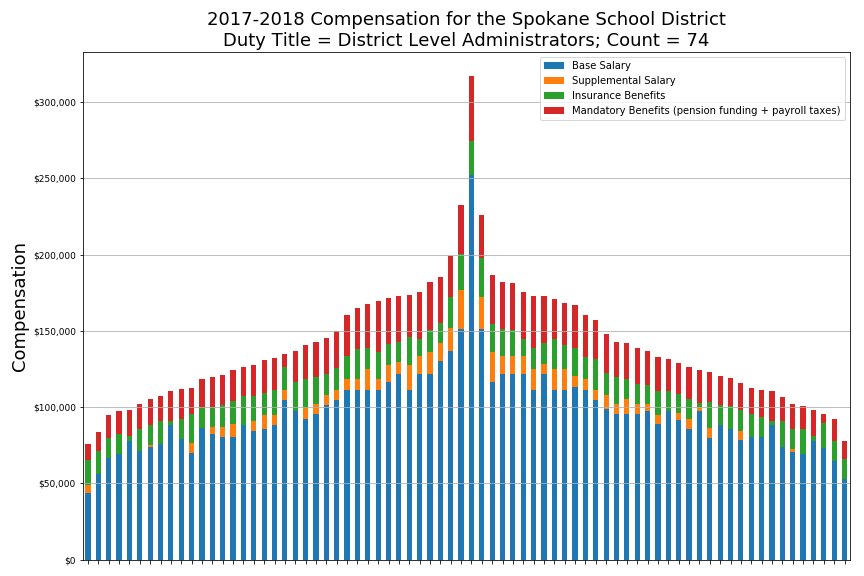 2017-2018 Compensation for the Spokane School District
Duty Title = District Level Administrators; Count = 74
Base Salary
Supplemental Salary
Insurance Benefits
Mandatory Benefits (pension funding + payroll taxes)
$300,000
$250,000
$200,000
$150,000
$100,000
$50,000
$0
Compensation